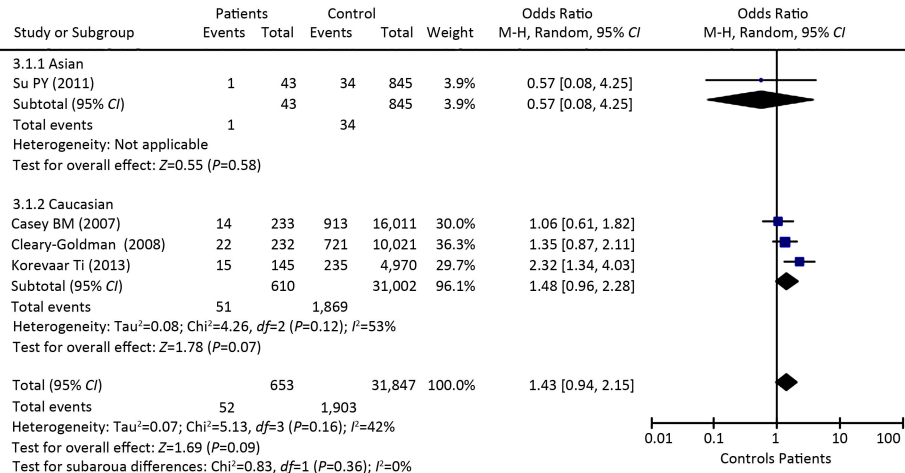 Patients Control Odds Ratio Odds Ratio
Study or Subgroup Events Total Events Total Weight M-H, Random, 95% CI M-H, Random, 95% CI
3.1.1 Asian
Su PY (2011) 1 43 34 845 3.9% 0.57 [0.08, 4.25]
Subtotal (95% CI) 43 845 3.9% 0.57 [0.08, 4.25]
Total events 1 34
Heterogeneity: Not applicable
Test for overall effect: Z=0.55 (P=0.58)
3.1.2 Caucasian
Casey BM (2007) 14 233 913 16,011 30.0% 1.06 [0.61, 1.82]
Cleary-Goldman (2008) 22 232 721 10,021 36.3% 1.35 [0.87, 2.11]
Korevaar Ti (2013) 15 145 235 4,970 29.7% 2.32 [1.34, 4.03]
Subtotal (95% CI) 610 31,002 96.1% 1.48 [0.96, 2.28]
Total events 51 1,869
Heterogeneity: Tau²=0.08; Chi²=4.26, df=2 (P=0.12); I²=53%
Test for overall effect: Z=1.78 (P=0.07)
Total (95% CI) 653 31,847 100.0% 1.43 [0.94, 2.15]
Total events 52 1,903
Heterogeneity: Tau²=0.07; Chi²=5.13, df=3 (P=0.16); I²=42%
Test for overall effect: Z=1.69 (P=0.09)
Test for subaroua differences: Chi²=0.83, df=1 (P=0.36); I²=0%
0.01 0.1 1 10 100
Controls Patients